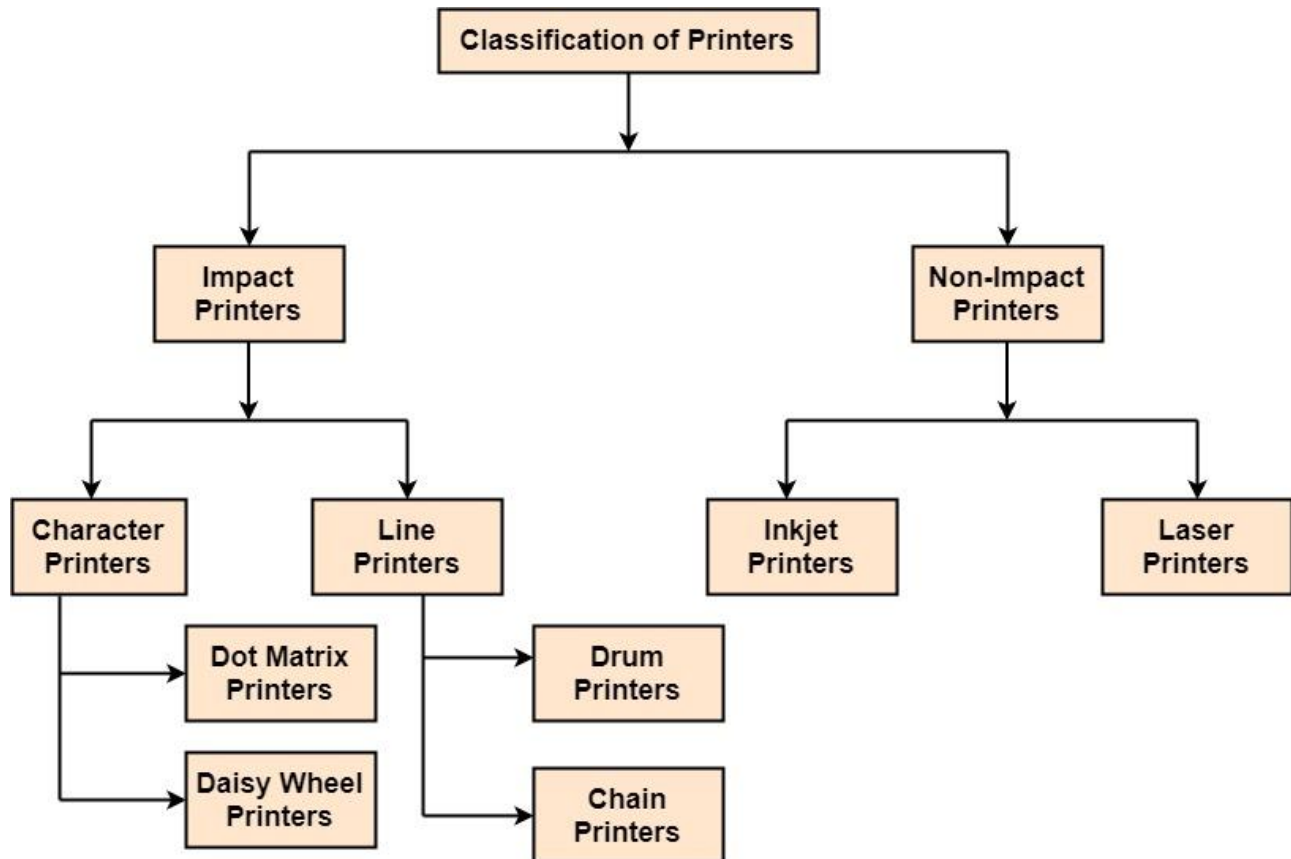 Classification of Printers
Impact
Printers
Non-Impact
Printers
Character
Printers
Line
Printers
Inkjet
Printers
Laser
Printers
Dot Matrix
Printers
Drum
Printers
Daisy Wheel
Printers
Chain
Printers